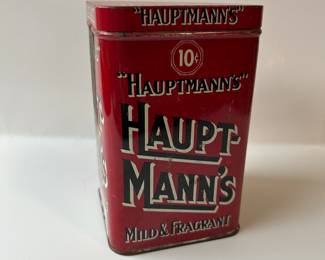 "HAUPTMANN'S"
10¢
"HAUPTMANN'S"
HAUPT-
MANN'S
MILD & FRAGRANT